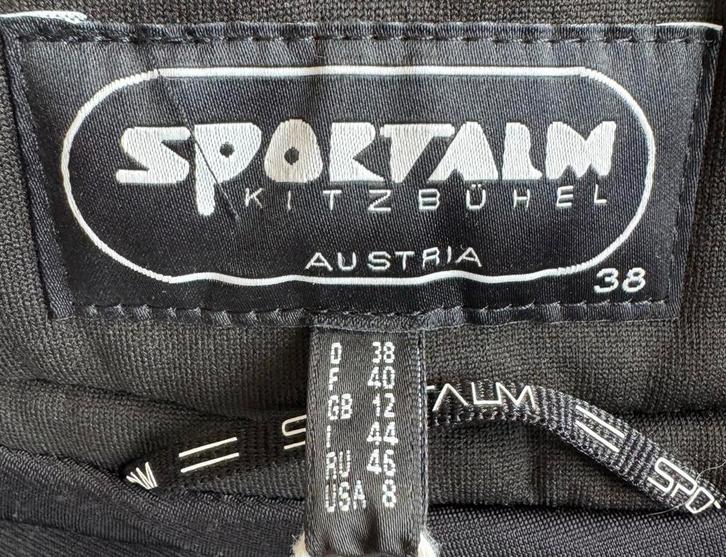 SPORTALM
KITZBÜHEL
AUSTRIA
38
D 38
F 40
GB 12
I 44
RU 46
USA 8